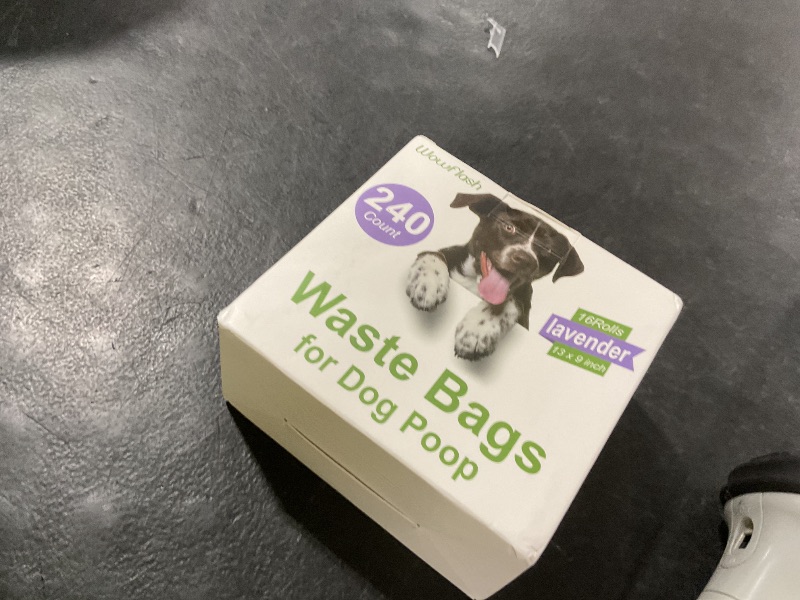 Wowflash
240
Count
Waste Bags
for Dog Poop
16Rolls
lavender
13 x 9 inch